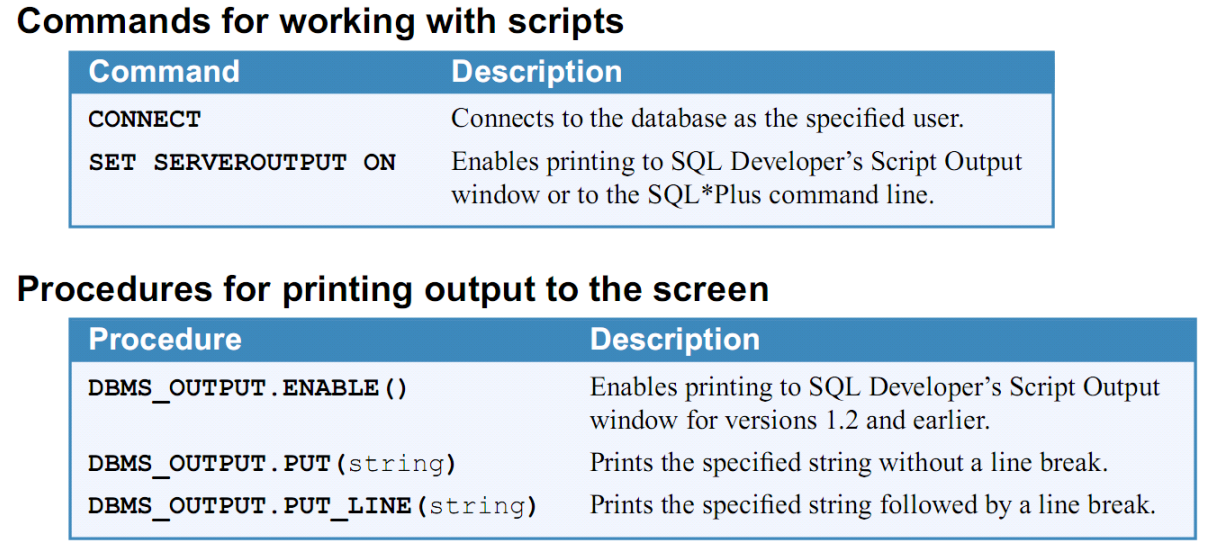 Commands for working with scripts
Command Description
CONNECT Connects to the database as the specified user.
SET SERVEROUTPUT ON Enables printing to SQL Developer’s Script Output
window or to the SQL*Plus command line.
Procedures for printing output to the screen
Procedure Description
DBMS_OUTPUT.ENABLE() Enables printing to SQL Developer’s Script Output
window for versions 1.2 and earlier.
DBMS_OUTPUT.PUT(string) Prints the specified string without a line break.
DBMS_OUTPUT.PUT_LINE(string) Prints the specified string followed by a line break.